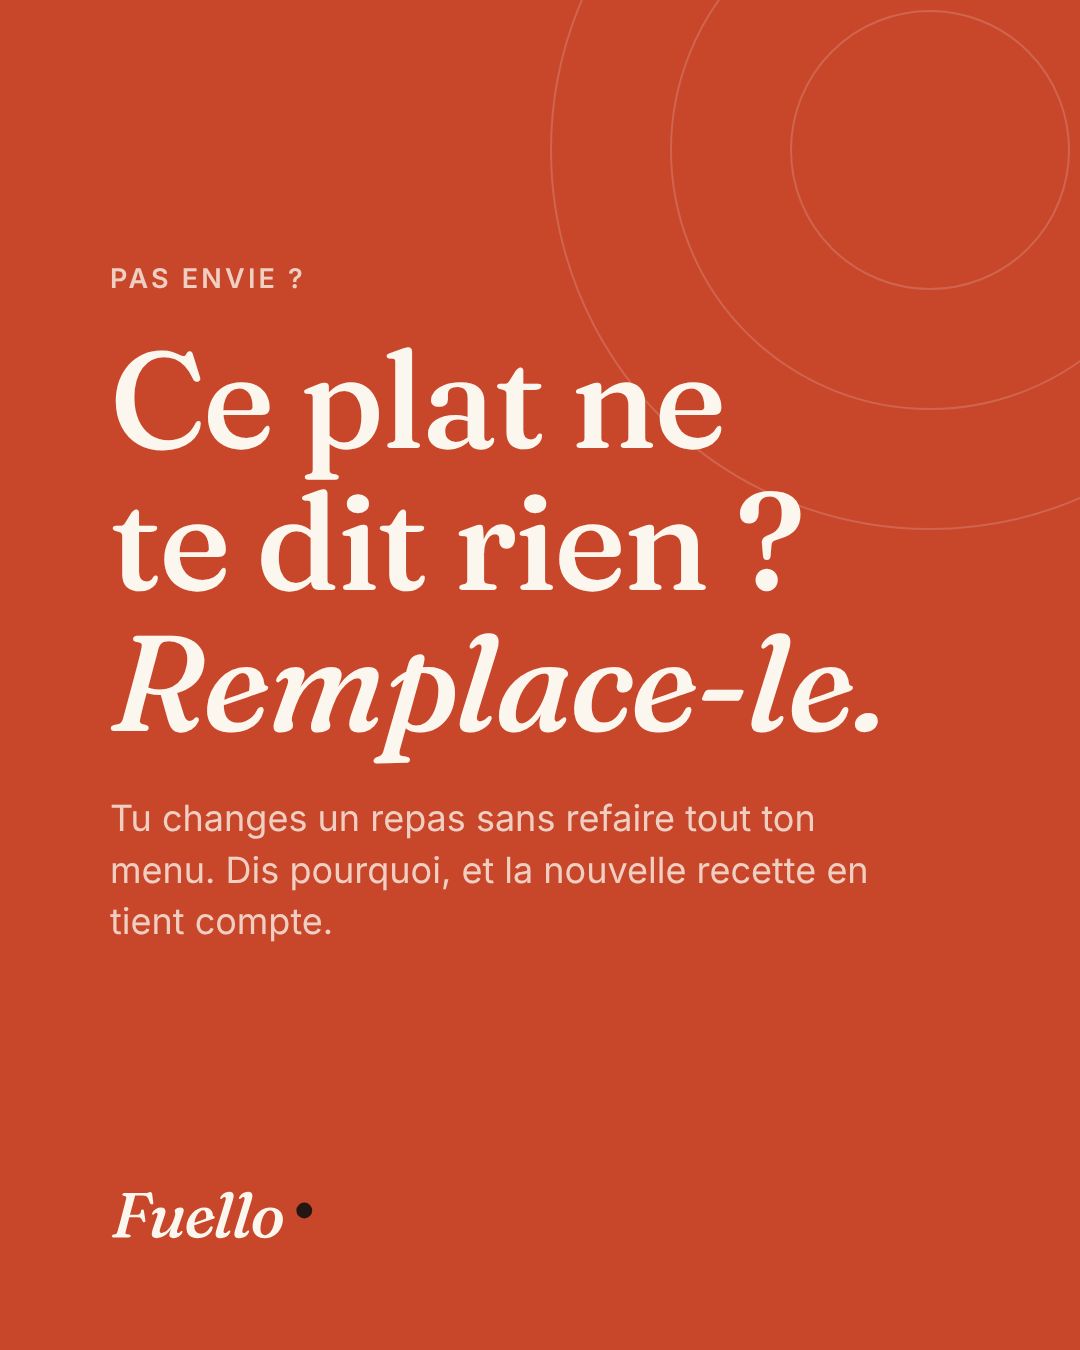 PAS ENVIE ?
Ce plat ne
te dit rien ?
Remplace-le.
Tu changes un repas sans refaire tout ton
menu. Dis pourquoi, et la nouvelle recette en
tient compte.
Fuello